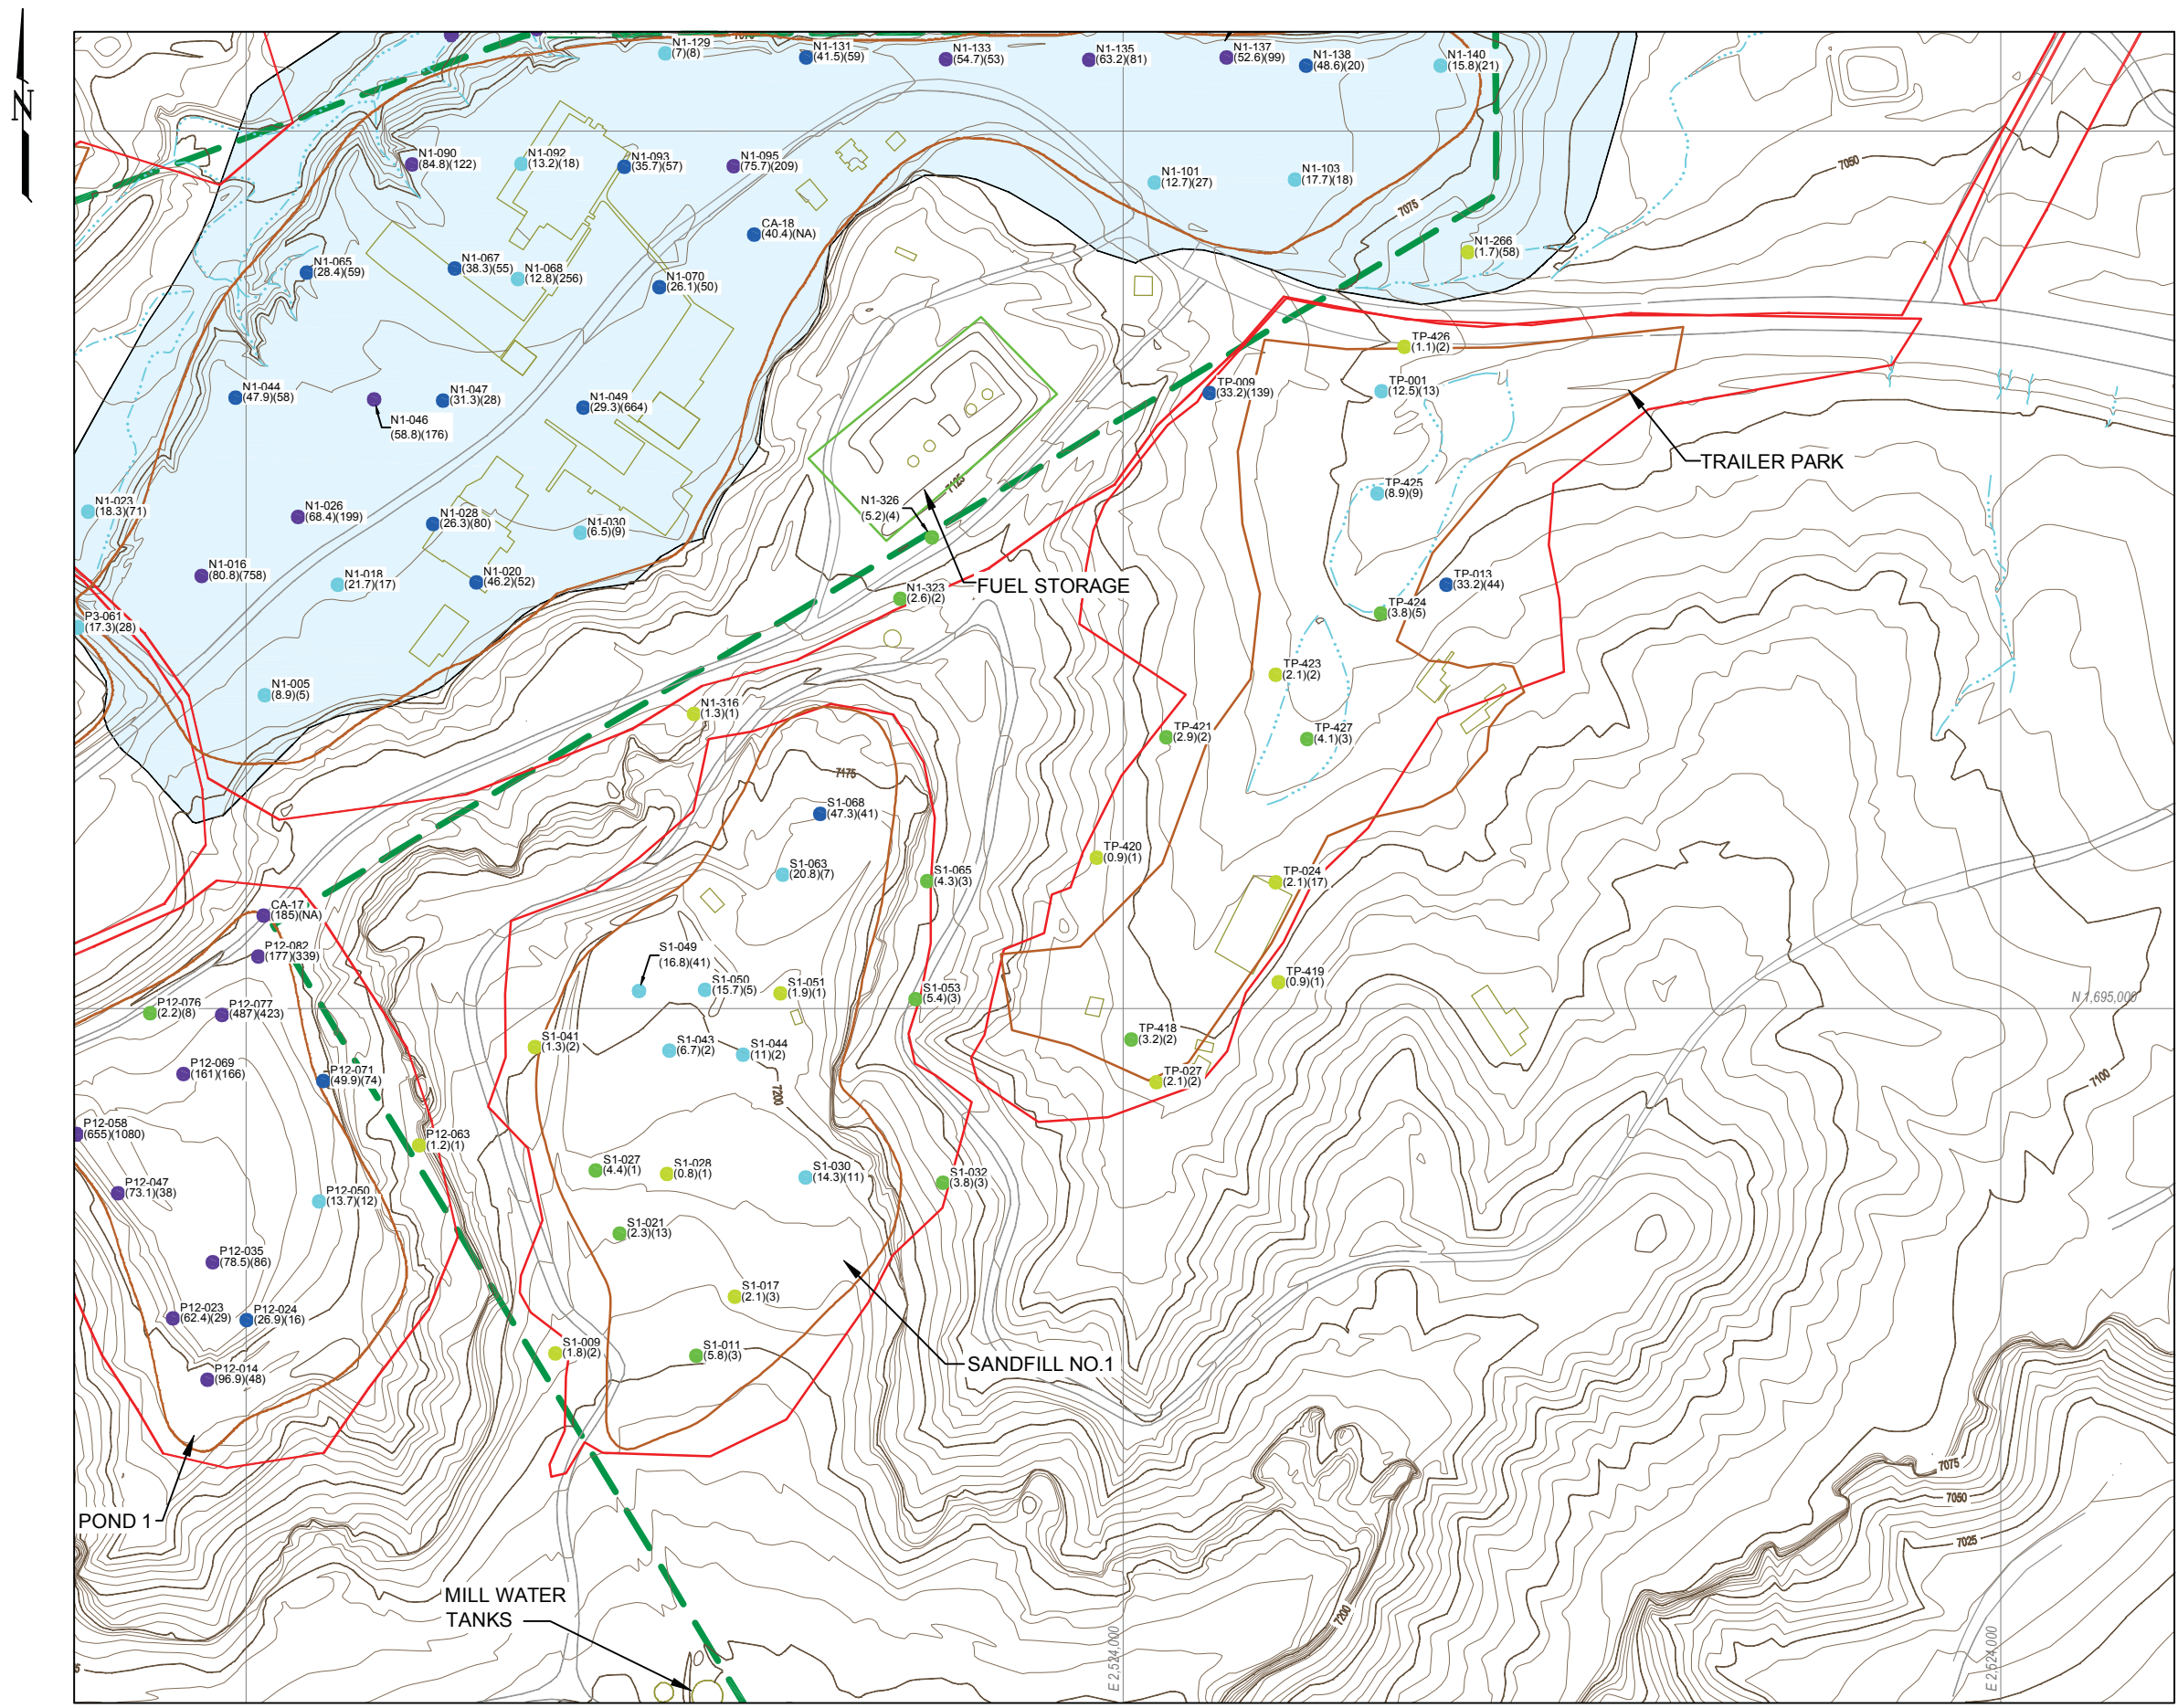 N
7075
N1-129
(7)(8)
N1-131
(41.5)(59)
N1-133
(54.7)(53)
N1-135
(63.2)(81)
N1-137
(52.6)(99)
N1-138
(48.6)(20)
N1-140
(15.8)(21)
N1-090
(84.8)(122)
N1-092
(13.2)(18)
N1-093
(35.7)(57)
N1-095
(75.7)(209)
N1-101
(12.7)(27)
N1-103
(17.7)(18)
7050
7075
CA-18
(40.4)(NA)
N1-266
(1.7)(58)
N1-065
(28.4)(59)
N1-067
(38.3)(55)
N1-068
(12.8)(256)
N1-070
(26.1)(50)
TP-426
(1.1)(2)
N1-044
(47.9)(58)
N1-046
(58.8)(176)
N1-047
(31.3)(28)
N1-049
(29.3)(664)
TP-009
(33.2)(139)
TP-001
(12.5)(13)
TRAILER PARK
N1-023
(18.3)(71)
N1-026
(68.4)(199)
N1-028
(26.3)(80)
N1-030
(6.5)(9)
N1-326
(5.2)(4)
7125
TP-425
(8.9)(9)
N1-016
(80.8)(758)
N1-018
(21.7)(17)
N1-020
(46.2)(52)
FUEL STORAGE
N1-323
(2.6)(2)
TP-013
(33.2)(44)
TP-424
(3.8)(5)
P3-061
(17.3)(28)
N1-005
(8.9)(5)
N1-316
(1.3)(1)
TP-423
(2.1)(2)
TP-421
(2.9)(2)
TP-427
(4.1)(3)
7175
S1-068
(47.3)(41)
S1-063
(20.8)(7)
S1-065
(4.3)(3)
TP-420
(0.9)(1)
TP-024
(2.1)(17)
CA-17
(185)(NA)
P12-082
(177)(339)
S1-049
(16.8)(41)
S1-050
(15.7)(5)
S1-051
(1.9)(1)
S1-053
(5.4)(3)
TP-419
(0.9)(1)
N 1,695,000
P12-076
(2.2)(8)
P12-077
(487)(423)
S1-041
(1.3)(2)
S1-043
(6.7)(2)
S1-044
(11)(2)
TP-418
(3.2)(2)
P12-069
(161)(166)
P12-071
(49.9)(74)
7200
TP-027
(2.1)(2)
7100
P12-058
(655)(1080)
P12-063
(1.2)(1)
P12-047
(73.1)(38)
P12-050
(13.7)(12)
S1-027
(4.4)(1)
S1-028
(0.8)(1)
S1-030
(14.3)(11)
S1-032
(3.8)(3)
P12-035
(78.5)(86)
S1-021
(2.3)(13)
S1-017
(2.1)(3)
P12-023
(62.4)(29)
P12-024
(26.9)(16)
S1-009
(1.8)(2)
S1-011
(5.8)(3)
SANDFILL NO.1
P12-014
(96.9)(48)
7075
7050
7025
POND 1
MILL WATER
TANKS
7200
E 2,524,000
E 2,524,000